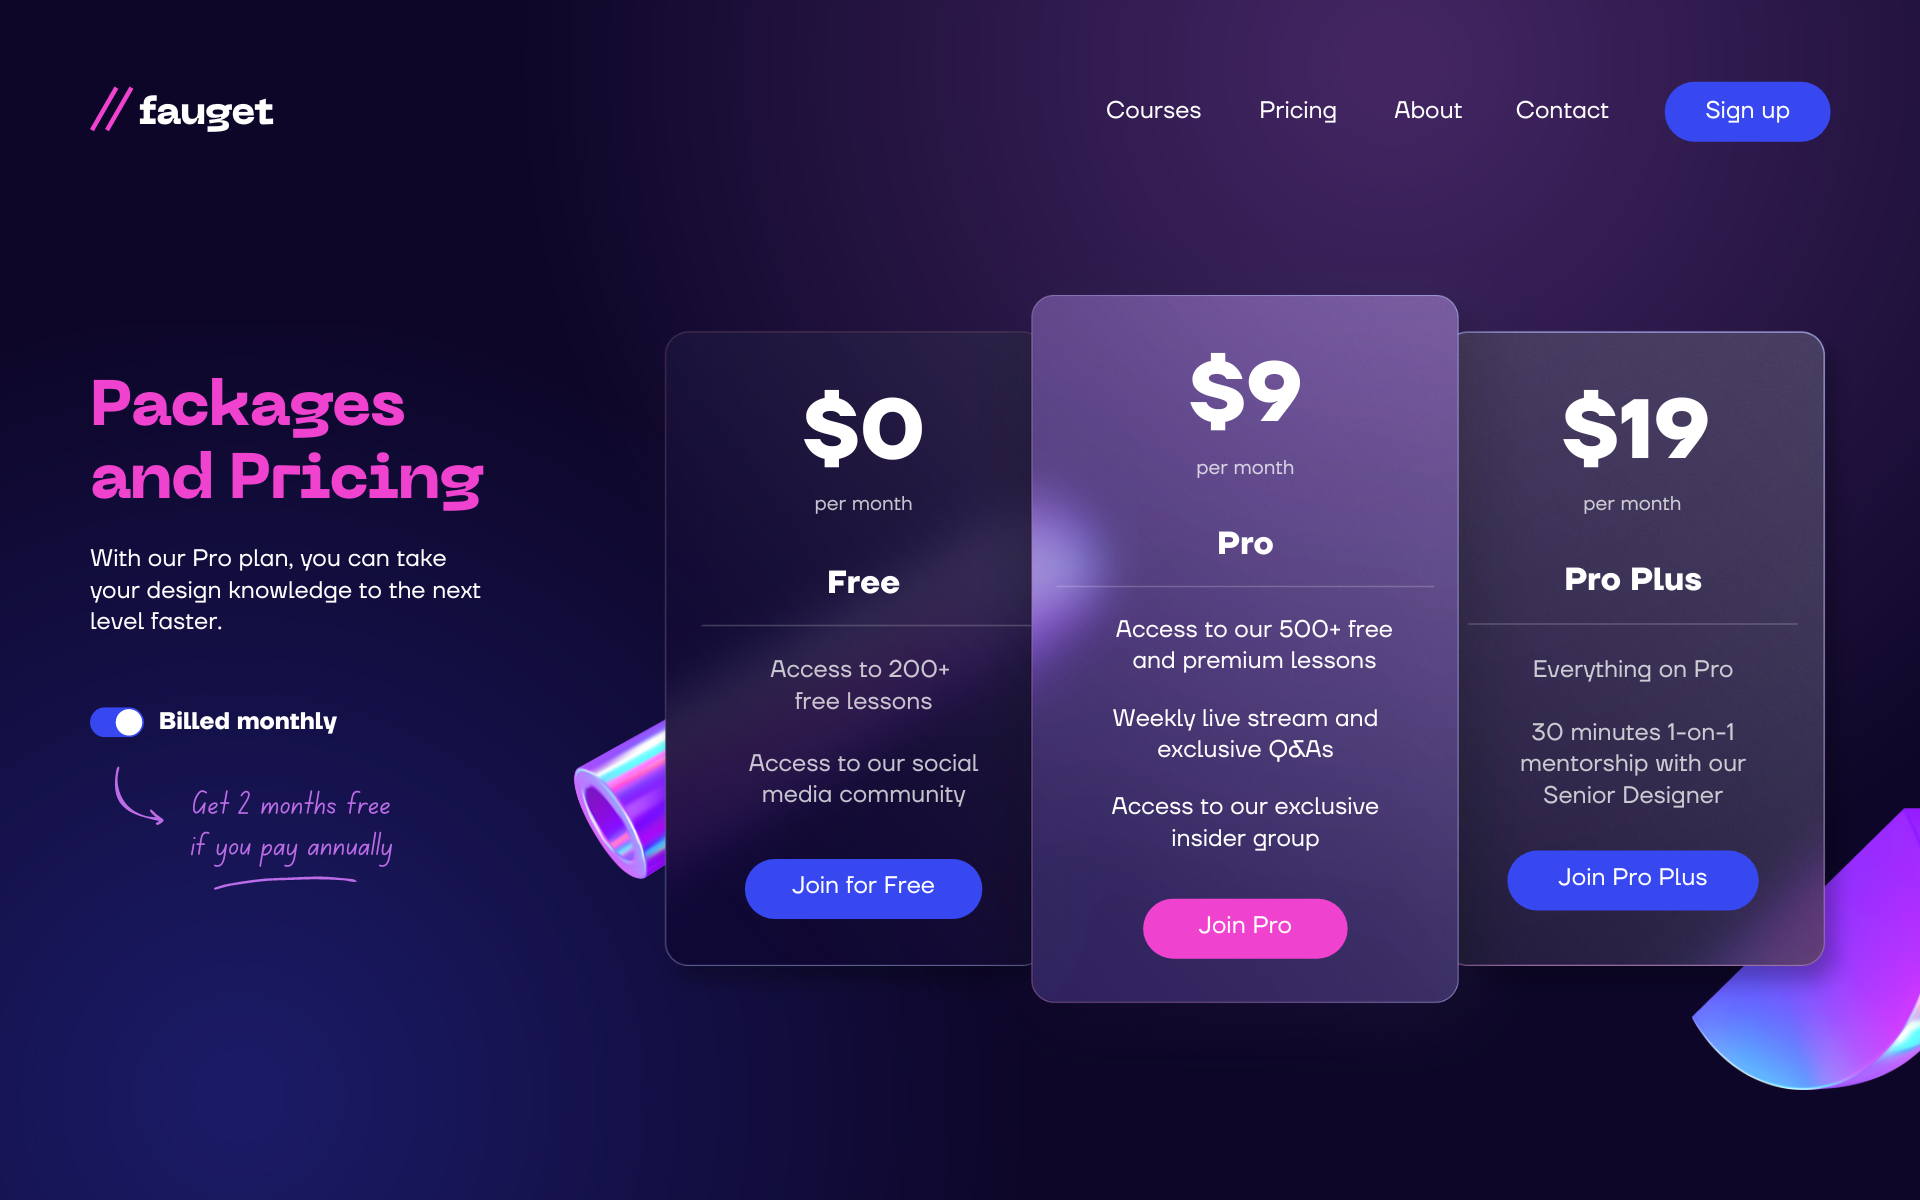 // fauget
Courses
Pricing
About
Contact
Sign up
Packages
and Pricing
With our Pro plan, you can take
your design knowledge to the next
level faster.
Billed monthly
Get 2 months free
if you pay annually
$0
per month
Free
Access to 200+
free lessons
Access to our social
media community
Join for Free
$9
per month
Pro
Access to our 500+ free
and premium lessons
Weekly live stream and
exclusive Q&As
Access to our exclusive
insider group
Join Pro
$19
per month
Pro Plus
Everything on Pro
30 minutes 1-on-1
mentorship with our
Senior Designer
Join Pro Plus